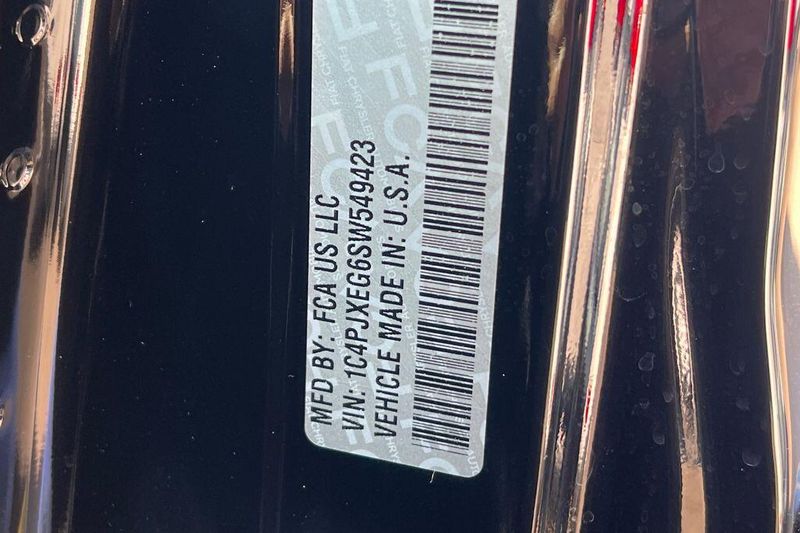 MFD BY: FCA US LLC
VIN: 1C4PJXEG6SW549423
VEHICLE MADE IN: U.S.A.